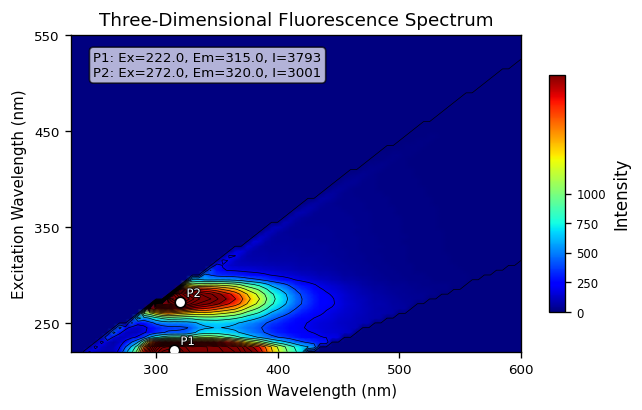 Three-Dimensional Fluorescence Spectrum
P1: Ex=222.0, Em=315.0, I=3793
P2: Ex=272.0, Em=320.0, I=3001
550
450
350
250
Excitation Wavelength (nm)
P2
P1
300
400
500
600
Emission Wavelength (nm)
1000
750
500
250
0
Intensity